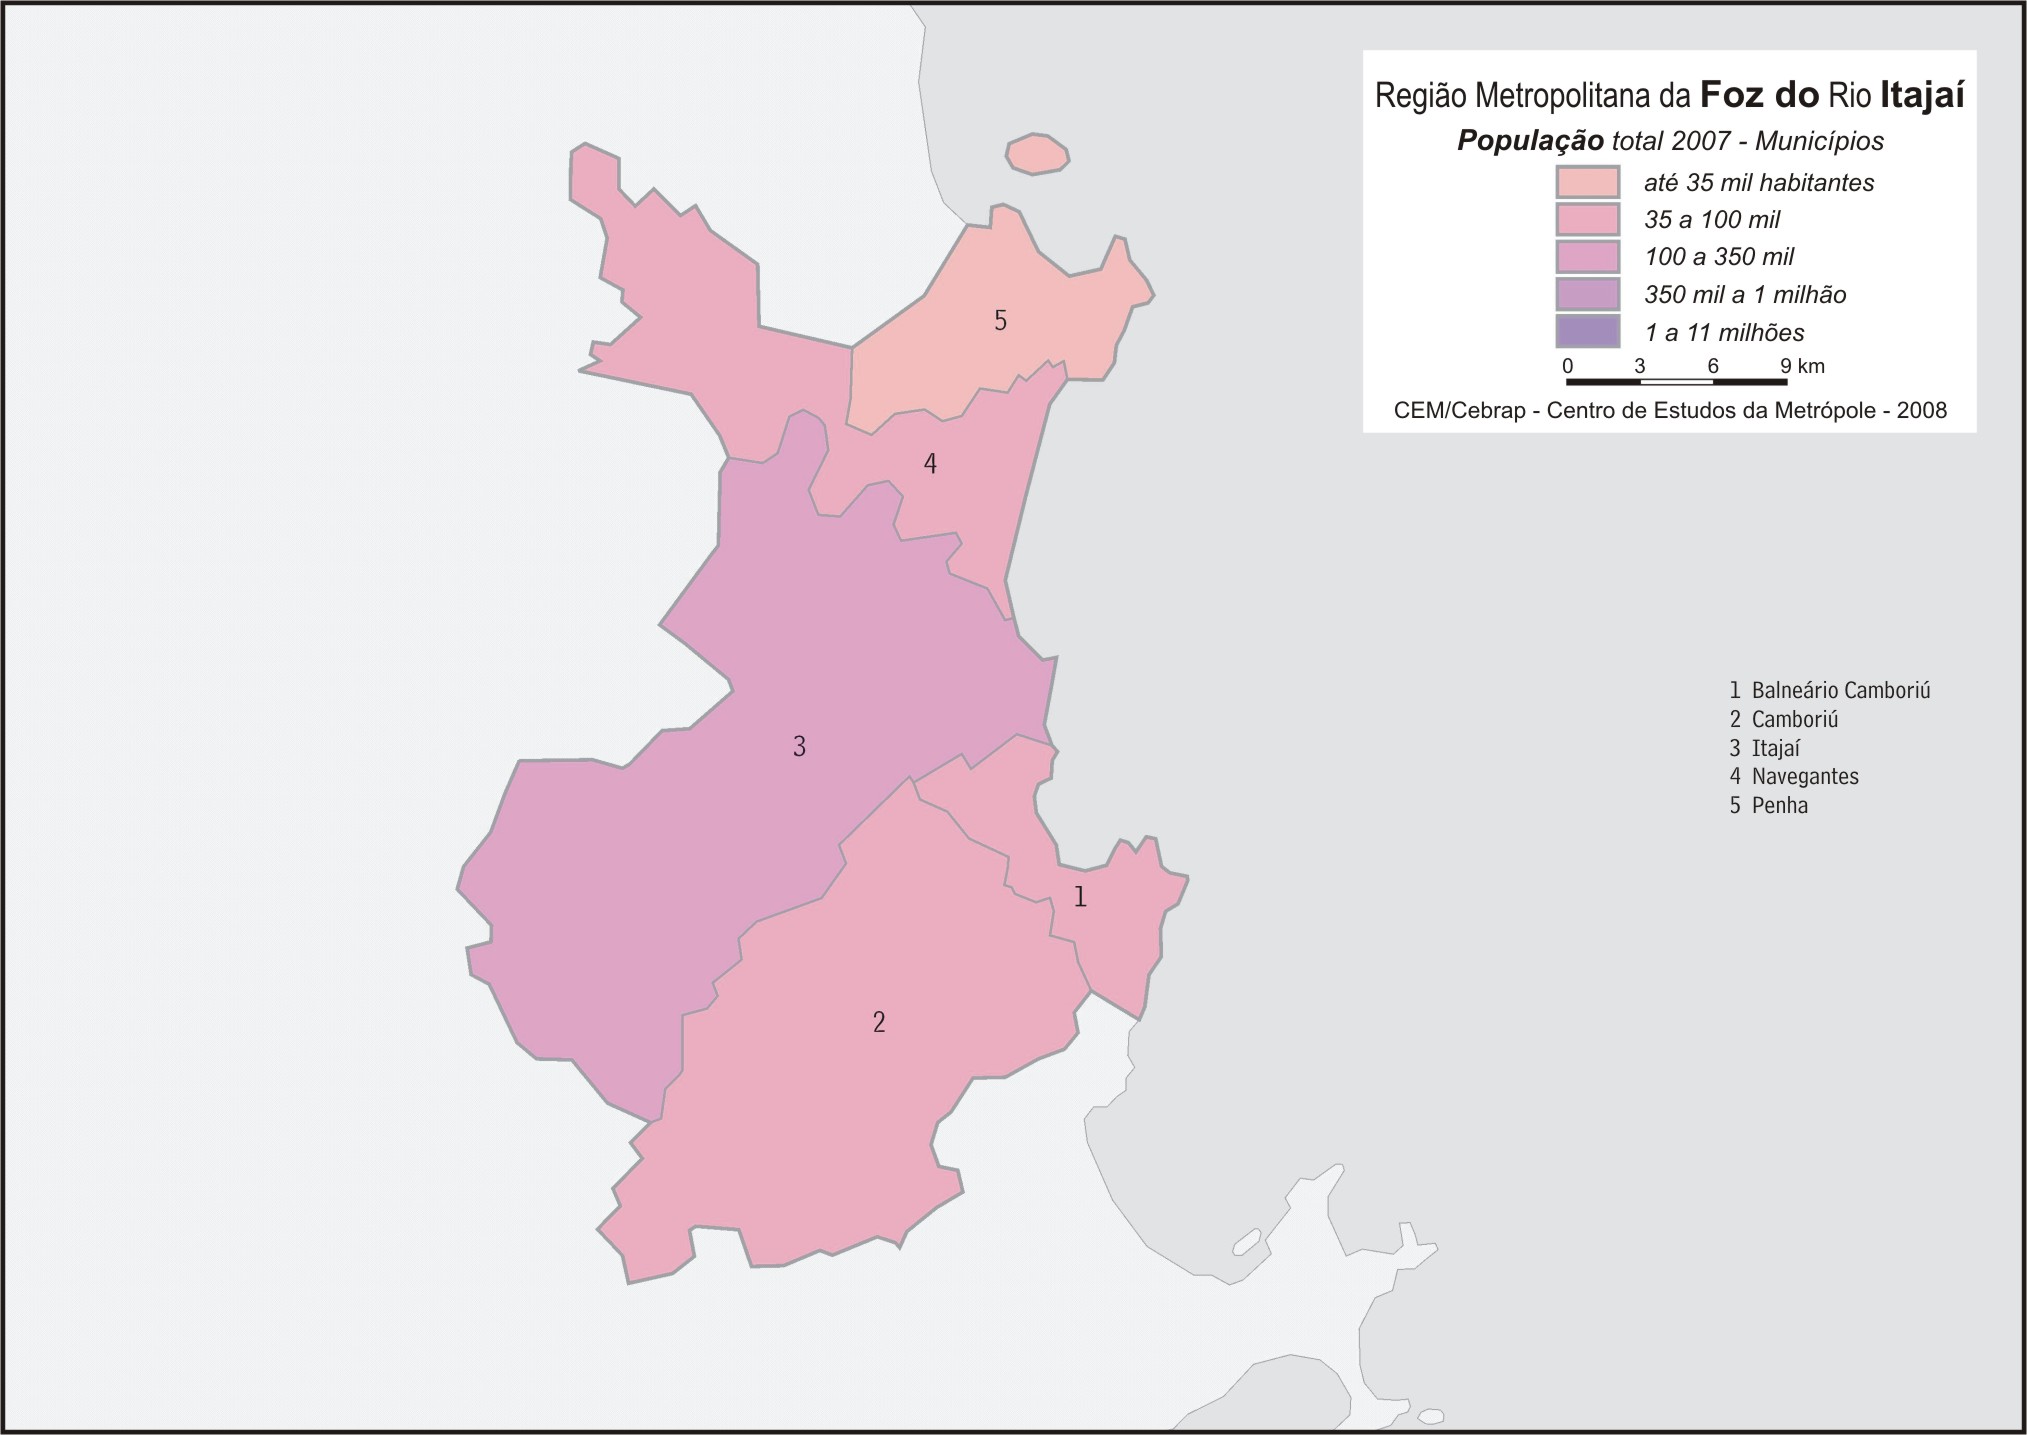 Região Metropolitana da Foz do Rio Itajaí
População total 2007 - Municípios
até 35 mil habitantes
35 a 100 mil
100 a 350 mil
350 mil a 1 milhão
1 a 11 milhões
0 3 6 9 km
CEM/Cebrap - Centro de Estudos da Metrópole - 2008
5
4
3
1
2
1 Balneário Camboriú
2 Camboriú
3 Itajaí
4 Navegantes
5 Penha